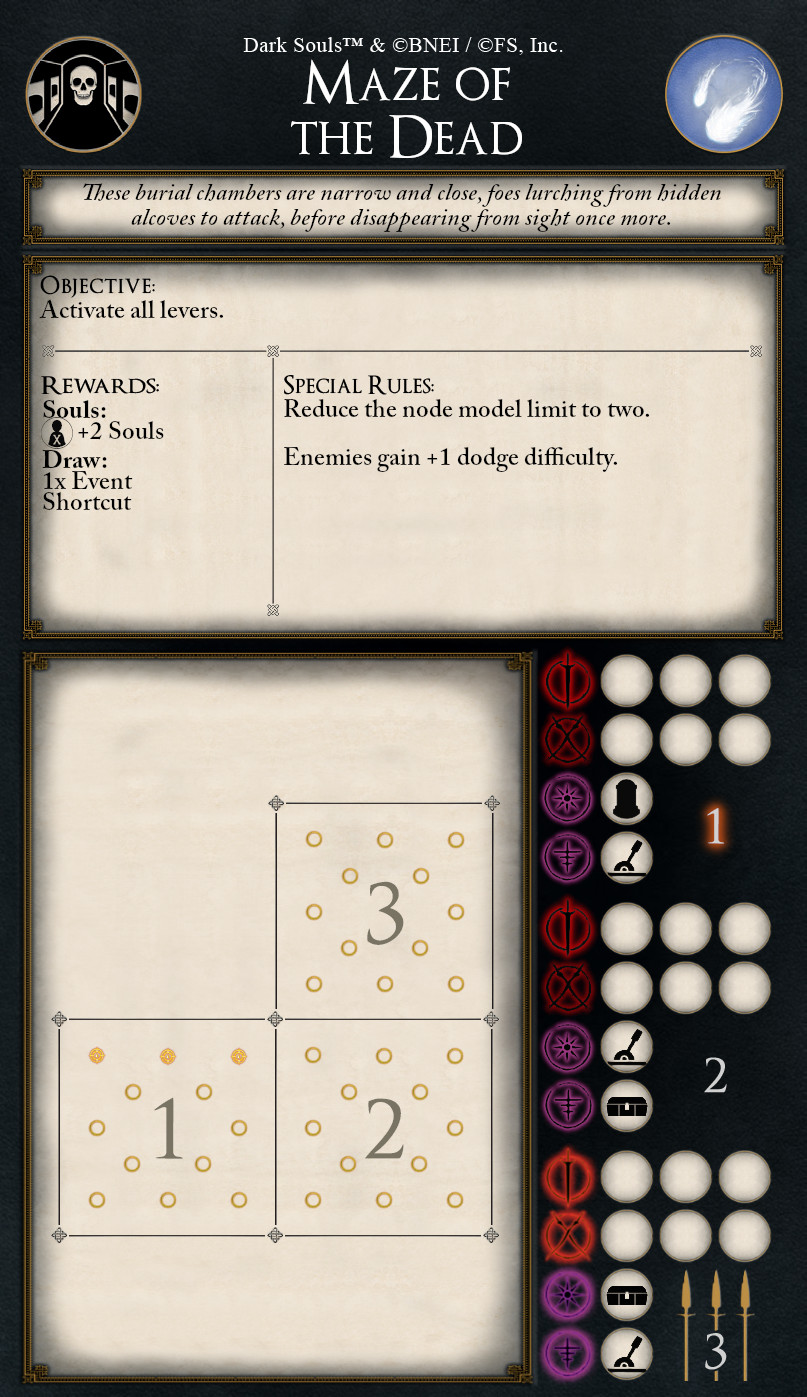 Dark Souls™ & ©BNEI / ©FS, Inc.
Maze of
the Dead
These burial chambers are narrow and close, foes lurching from hidden
alcoves to attack, before disappearing from sight once more.
Objective:
Activate all levers.
Rewards:
Souls:
X +2 Souls
Draw:
1x Event
Shortcut
Special Rules:
Reduce the node model limit to two.
Enemies gain +1 dodge difficulty.
3
1
2
1
2
3